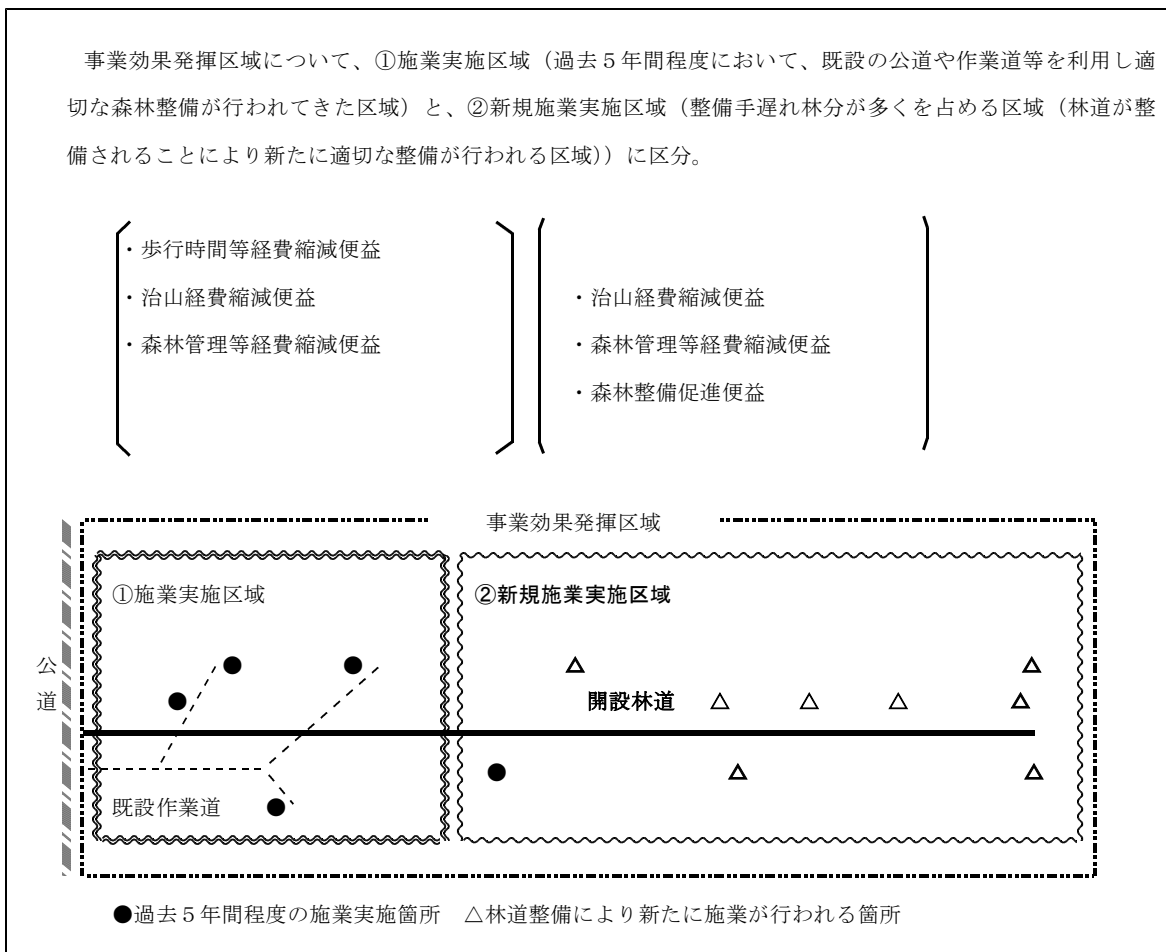 事業効果発揮区域について、①施業実施区域（過去５年間程度において、既設の公道や作業道等を利用し適
切な森林整備が行われてきた区域）と、②新規施業実施区域（整備手遅れ林分が多くを占める区域（林道が整
備されることにより新たに適切な整備が行われる区域））に区分。
・歩行時間等経費縮減便益
・治山経費縮減便益
・森林管理等経費縮減便益
・治山経費縮減便益
・森林管理等経費縮減便益
・森林整備促進便益
事業効果発揮区域
①施業実施区域
②新規施業実施区域
公
道
開設林道
既設作業道
●過去５年間程度の施業実施箇所　△林道整備により新たに施業が行われる箇所